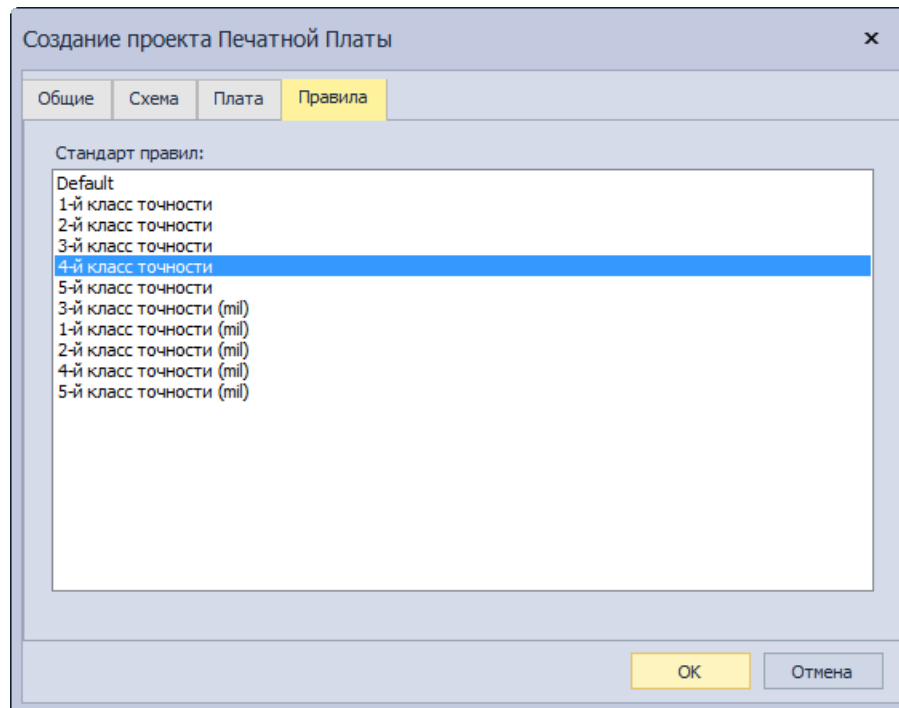 Создание проекта Печатной Платы
Общие Схема Плата Правила
Стандарт правил:
Default
1-й класс точности
2-й класс точности
3-й класс точности
4-й класс точности
5-й класс точности
3-й класс точности (mil)
1-й класс точности (mil)
2-й класс точности (mil)
4-й класс точности (mil)
5-й класс точности (mil)
OK Отмена